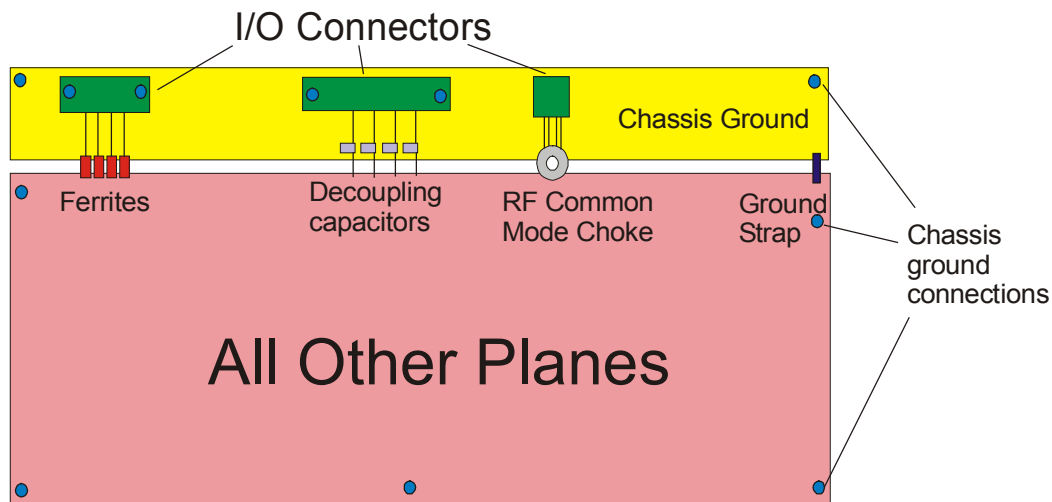 I/O Connectors
Chassis Ground
Ferrites
Decoupling
capacitors
RF Common
Mode Choke
Ground
Strap
Chassis
ground
connections
All Other Planes